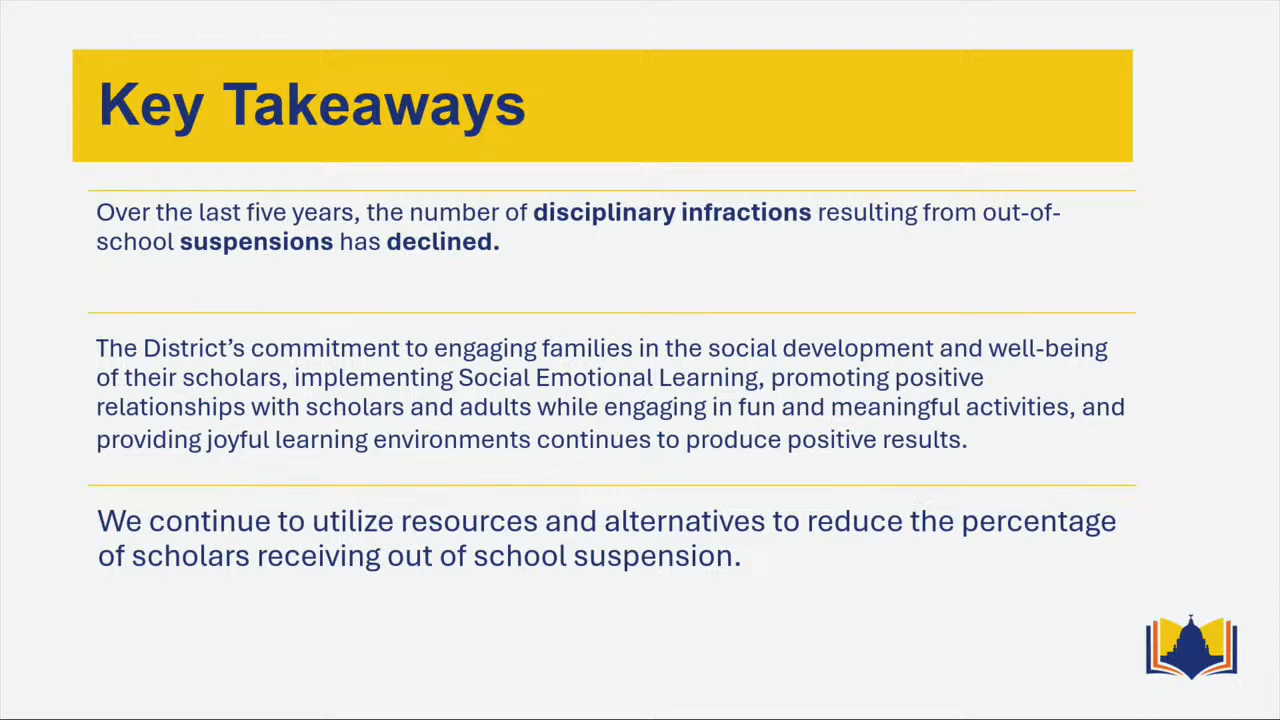 Key Takeaways
Over the last five years, the number of disciplinary infractions resulting from out-of-
school suspensions has declined.
The District’s commitment to engaging families in the social development and well-being
of their scholars, implementing Social Emotional Learning, promoting positive
relationships with scholars and adults while engaging in fun and meaningful activities, and
providing joyful learning environments continues to produce positive results.
We continue to utilize resources and alternatives to reduce the percentage
of scholars receiving out of school suspension.